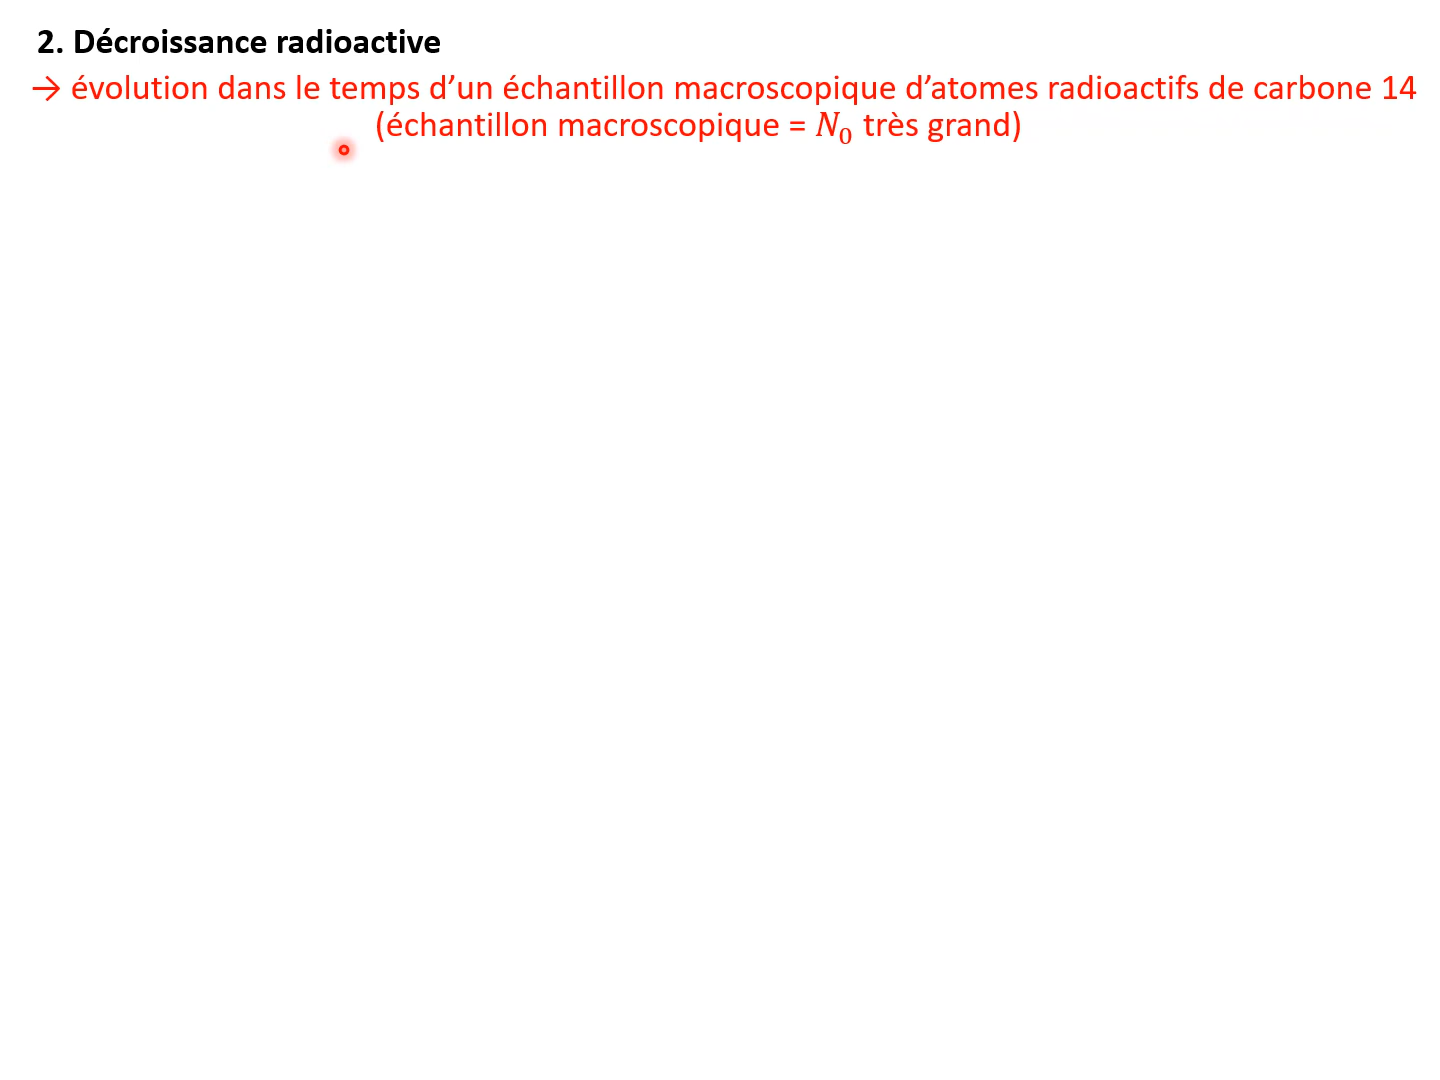 2. Décroissance radioactive
→ évolution dans le temps d’un échantillon macroscopique d’atomes radioactifs de carbone 14
(échantillon macroscopique = N₀ très grand)